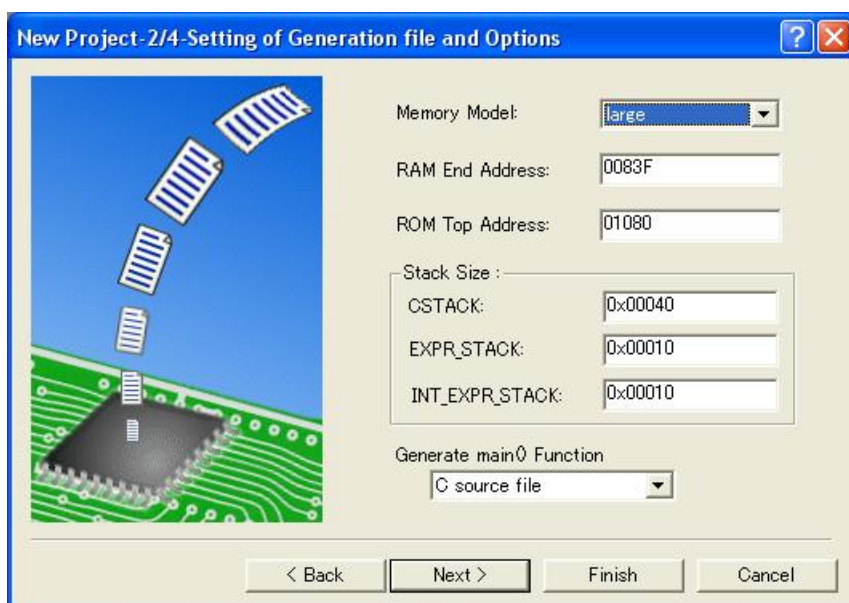 New Project-2/4-Setting of Generation file and Options
Memory Model: large
RAM End Address: 0083F
ROM Top Address: 01080
Stack Size :
CSTACK: 0x00040
EXPR_STACK: 0x00010
INT_EXPR_STACK: 0x00010
Generate main() Function
C source file
< Back Next > Finish Cancel